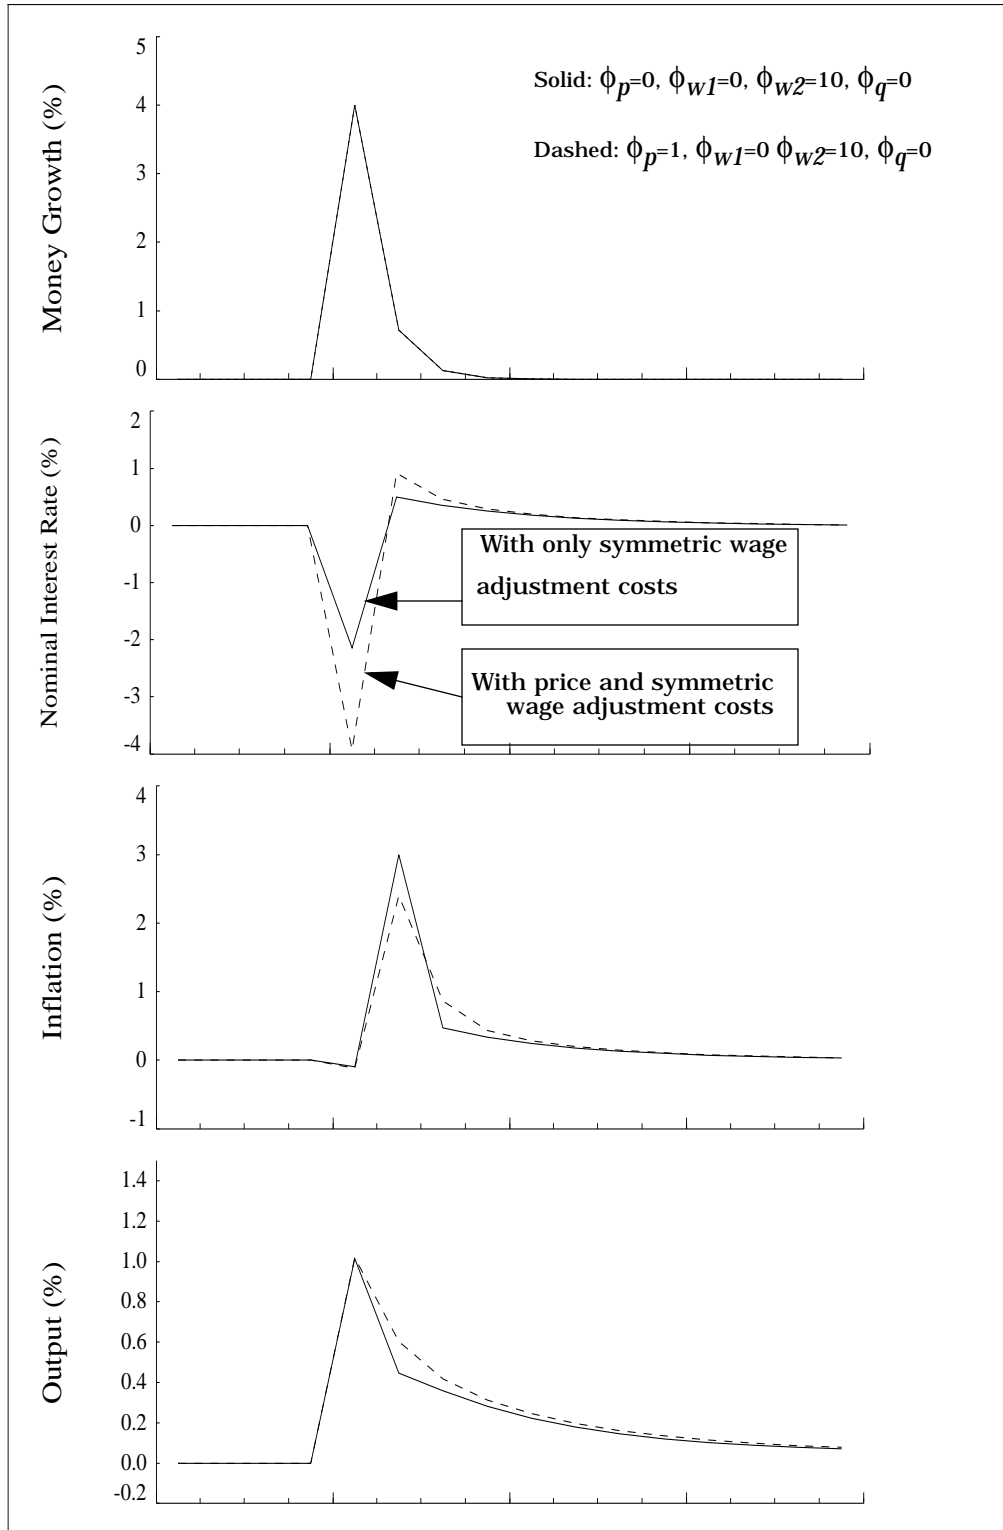 Money Growth (%)
5
4
3
2
1
0
Solid: ϕp=0, ϕw1=0, ϕw2=10, ϕq=0
Dashed: ϕp=1, ϕw1=0 ϕw2=10, ϕq=0
Nominal Interest Rate (%)
2
1
0
-1
-2
-3
-4
With only symmetric wage
adjustment costs
With price and symmetric
wage adjustment costs
Inflation (%)
4
3
2
1
0
-1
Output (%)
1.4
1.2
1.0
0.8
0.6
0.4
0.2
0.0
-0.2